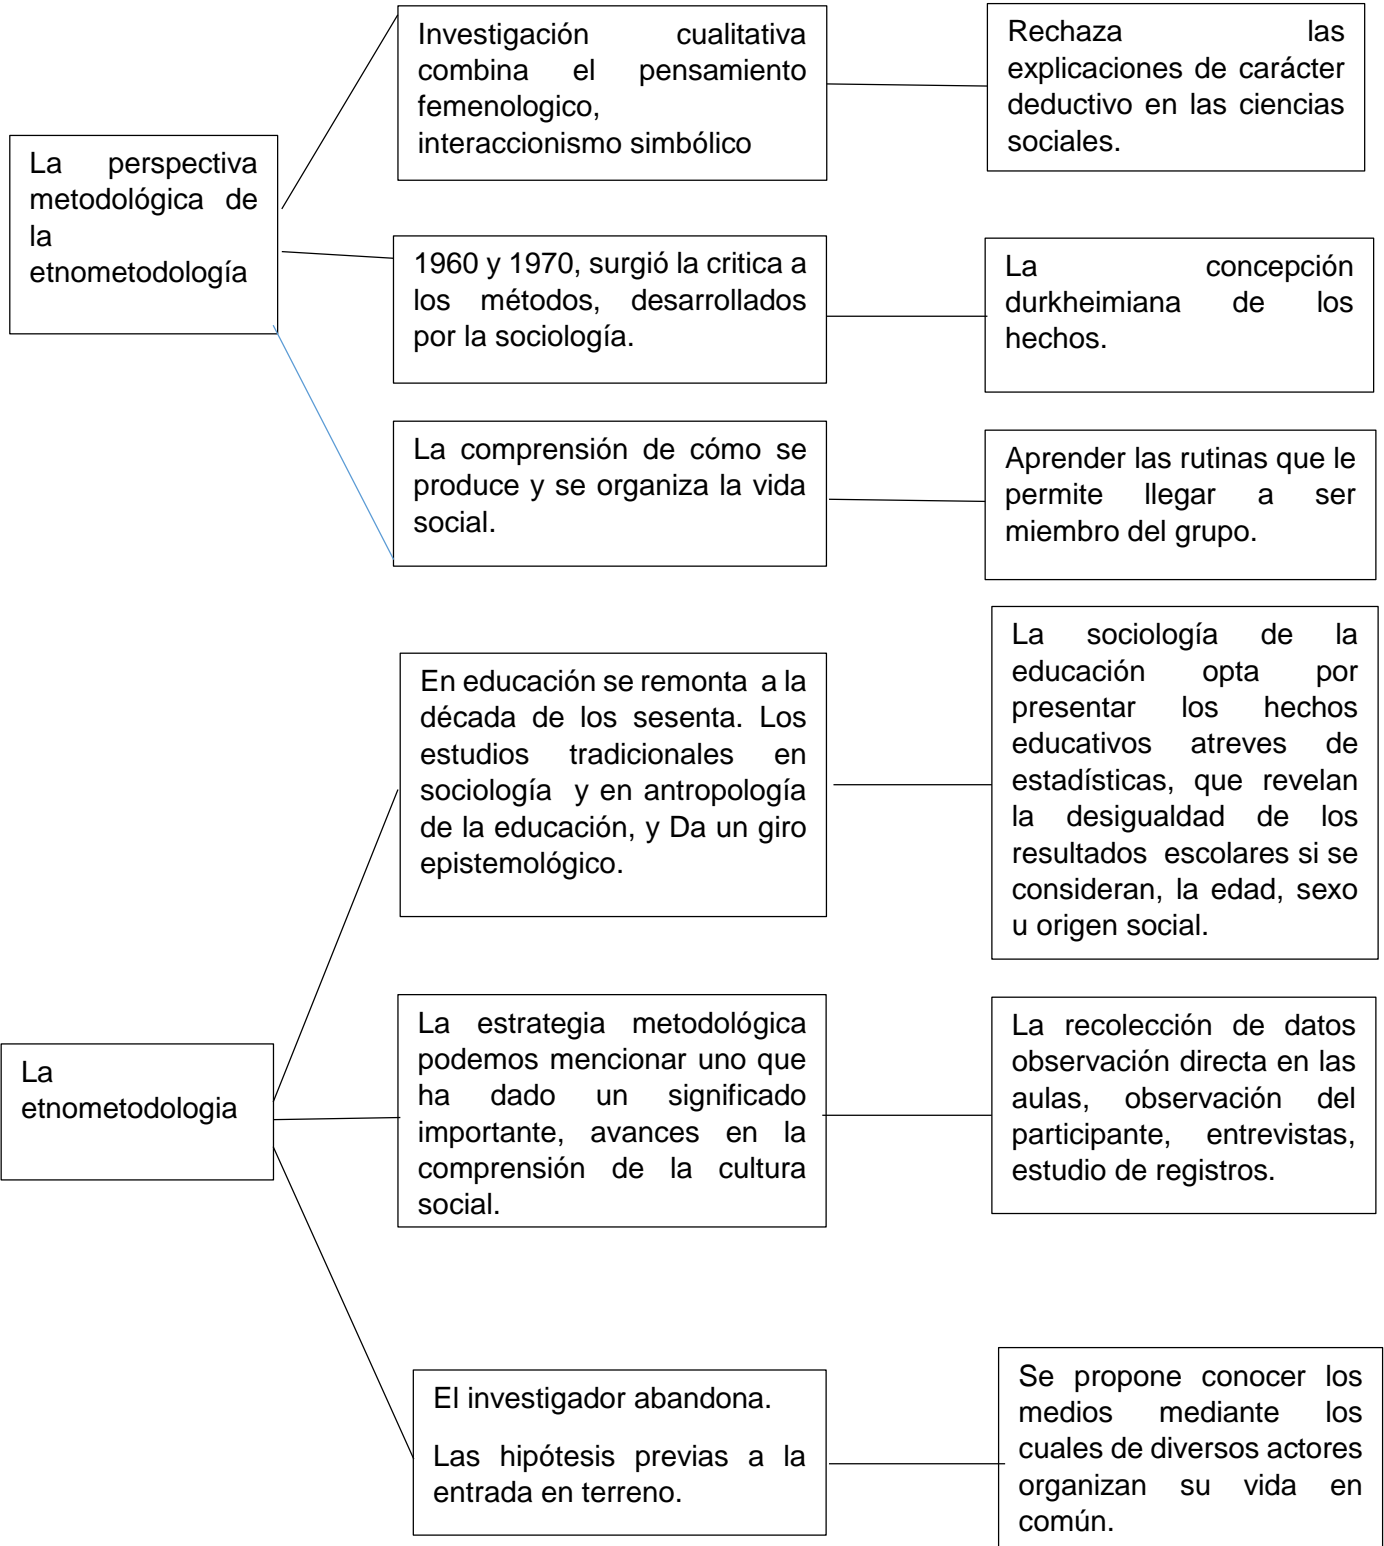 La perspectiva
metodológica de
la
etnometodología
Investigación cualitativa
combina el pensamiento
femenologico,
interaccionismo simbólico
Rechaza las
explicaciones de carácter
deductivo en las ciencias
sociales.
1960 y 1970, surgió la critica a
los métodos, desarrollados
por la sociología.
La concepción
durkheimiana de los
hechos.
La comprensión de cómo se
produce y se organiza la vida
social.
Aprender las rutinas que le
permite llegar a ser
miembro del grupo.
La
etnometodologia
En educación se remonta a la
década de los sesenta. Los
estudios tradicionales en
sociología y en antropología
de la educación, y Da un giro
epistemológico.
La sociología de la
educación opta por
presentar los hechos
educativos atreves de
estadísticas, que revelan
la desigualdad de los
resultados escolares si se
consideran, la edad, sexo
u origen social.
La estrategia metodológica
podemos mencionar uno que
ha dado un significado
importante, avances en la
comprensión de la cultura
social.
La recolección de datos
observación directa en las
aulas, observación del
participante, entrevistas,
estudio de registros.
El investigador abandona.
Las hipótesis previas a la
entrada en terreno.
Se propone conocer los
medios mediante los
cuales de diversos actores
organizan su vida en
común.